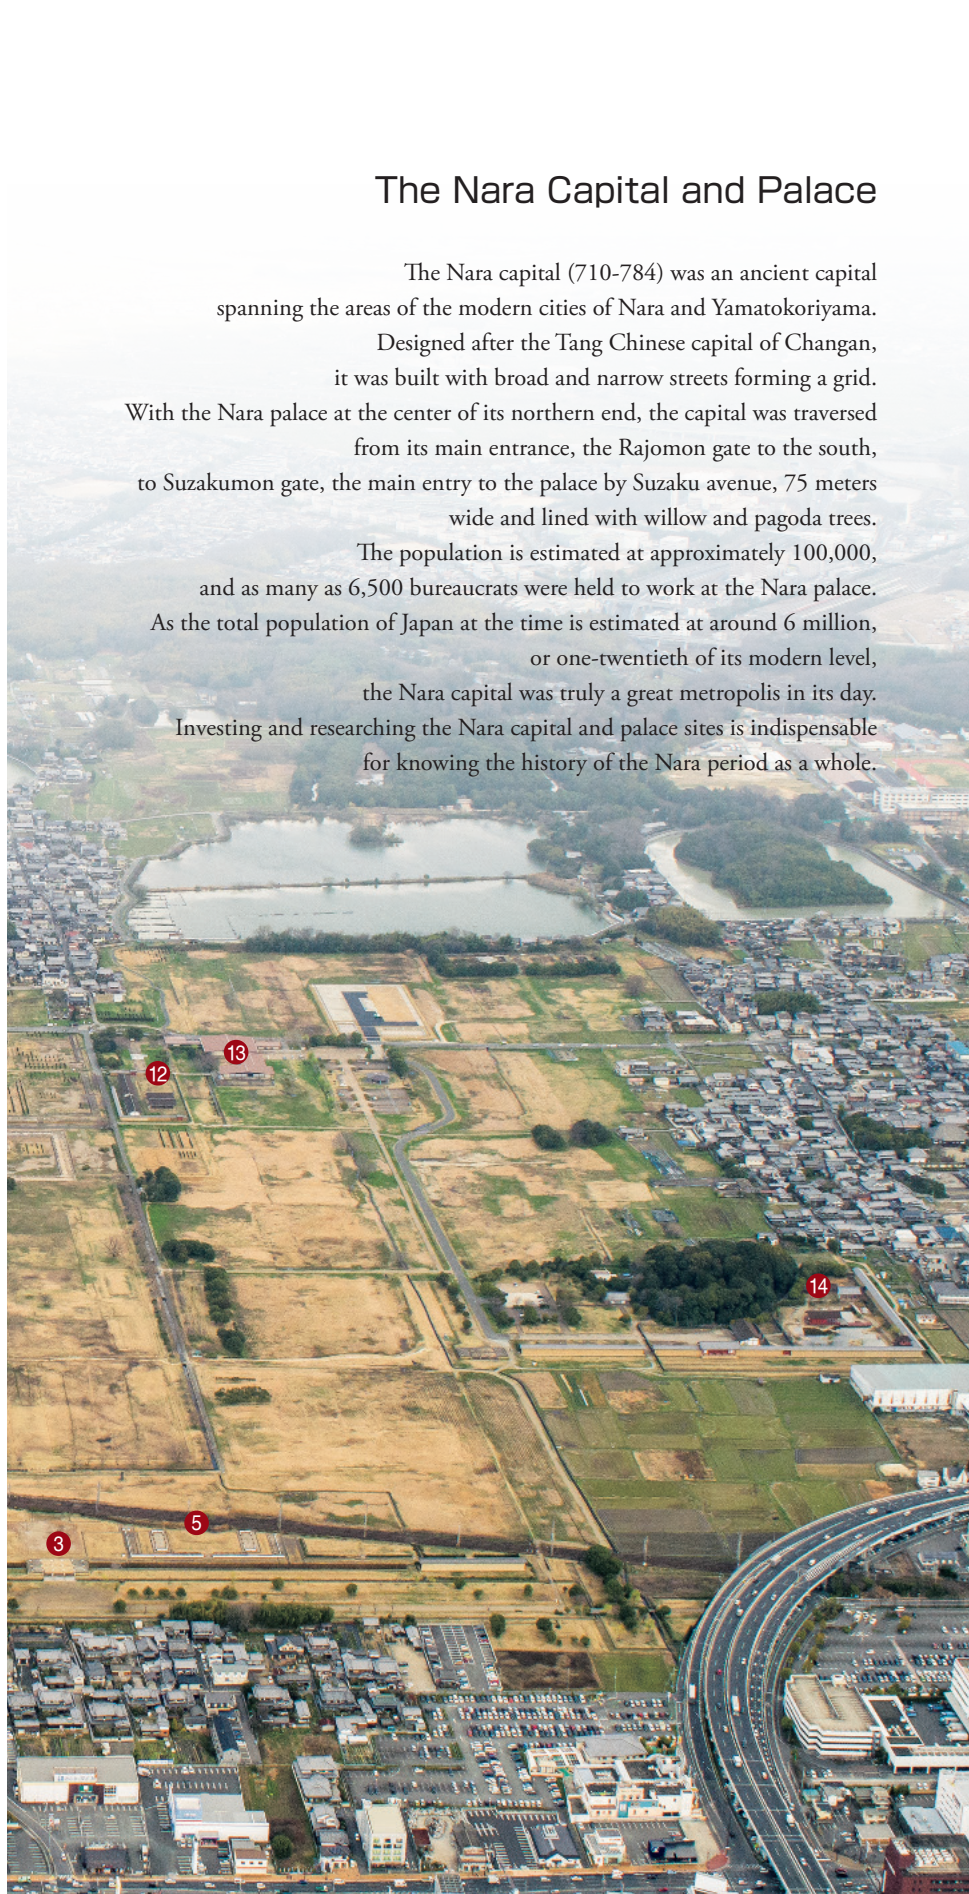 The Nara Capital and Palace
The Nara capital (710-784) was an ancient capital
spanning the areas of the modern cities of Nara and Yamatokoriyama.
Designed after the Tang Chinese capital of Changan,
it was built with broad and narrow streets forming a grid.
With the Nara palace at the center of its northern end, the capital was traversed
from its main entrance, the Rajomon gate to the south,
to Suzakumon gate, the main entry to the palace by Suzaku avenue, 75 meters
wide and lined with willow and pagoda trees.
The population is estimated at approximately 100,000,
and as many as 6,500 bureaucrats were held to work at the Nara palace.
As the total population of Japan at the time is estimated at around 6 million,
or one-twentieth of its modern level,
the Nara capital was truly a great metropolis in its day.
Investing and researching the Nara capital and palace sites is indispensable
for knowing the history of the Nara period as a whole.
13
12
14
5
3